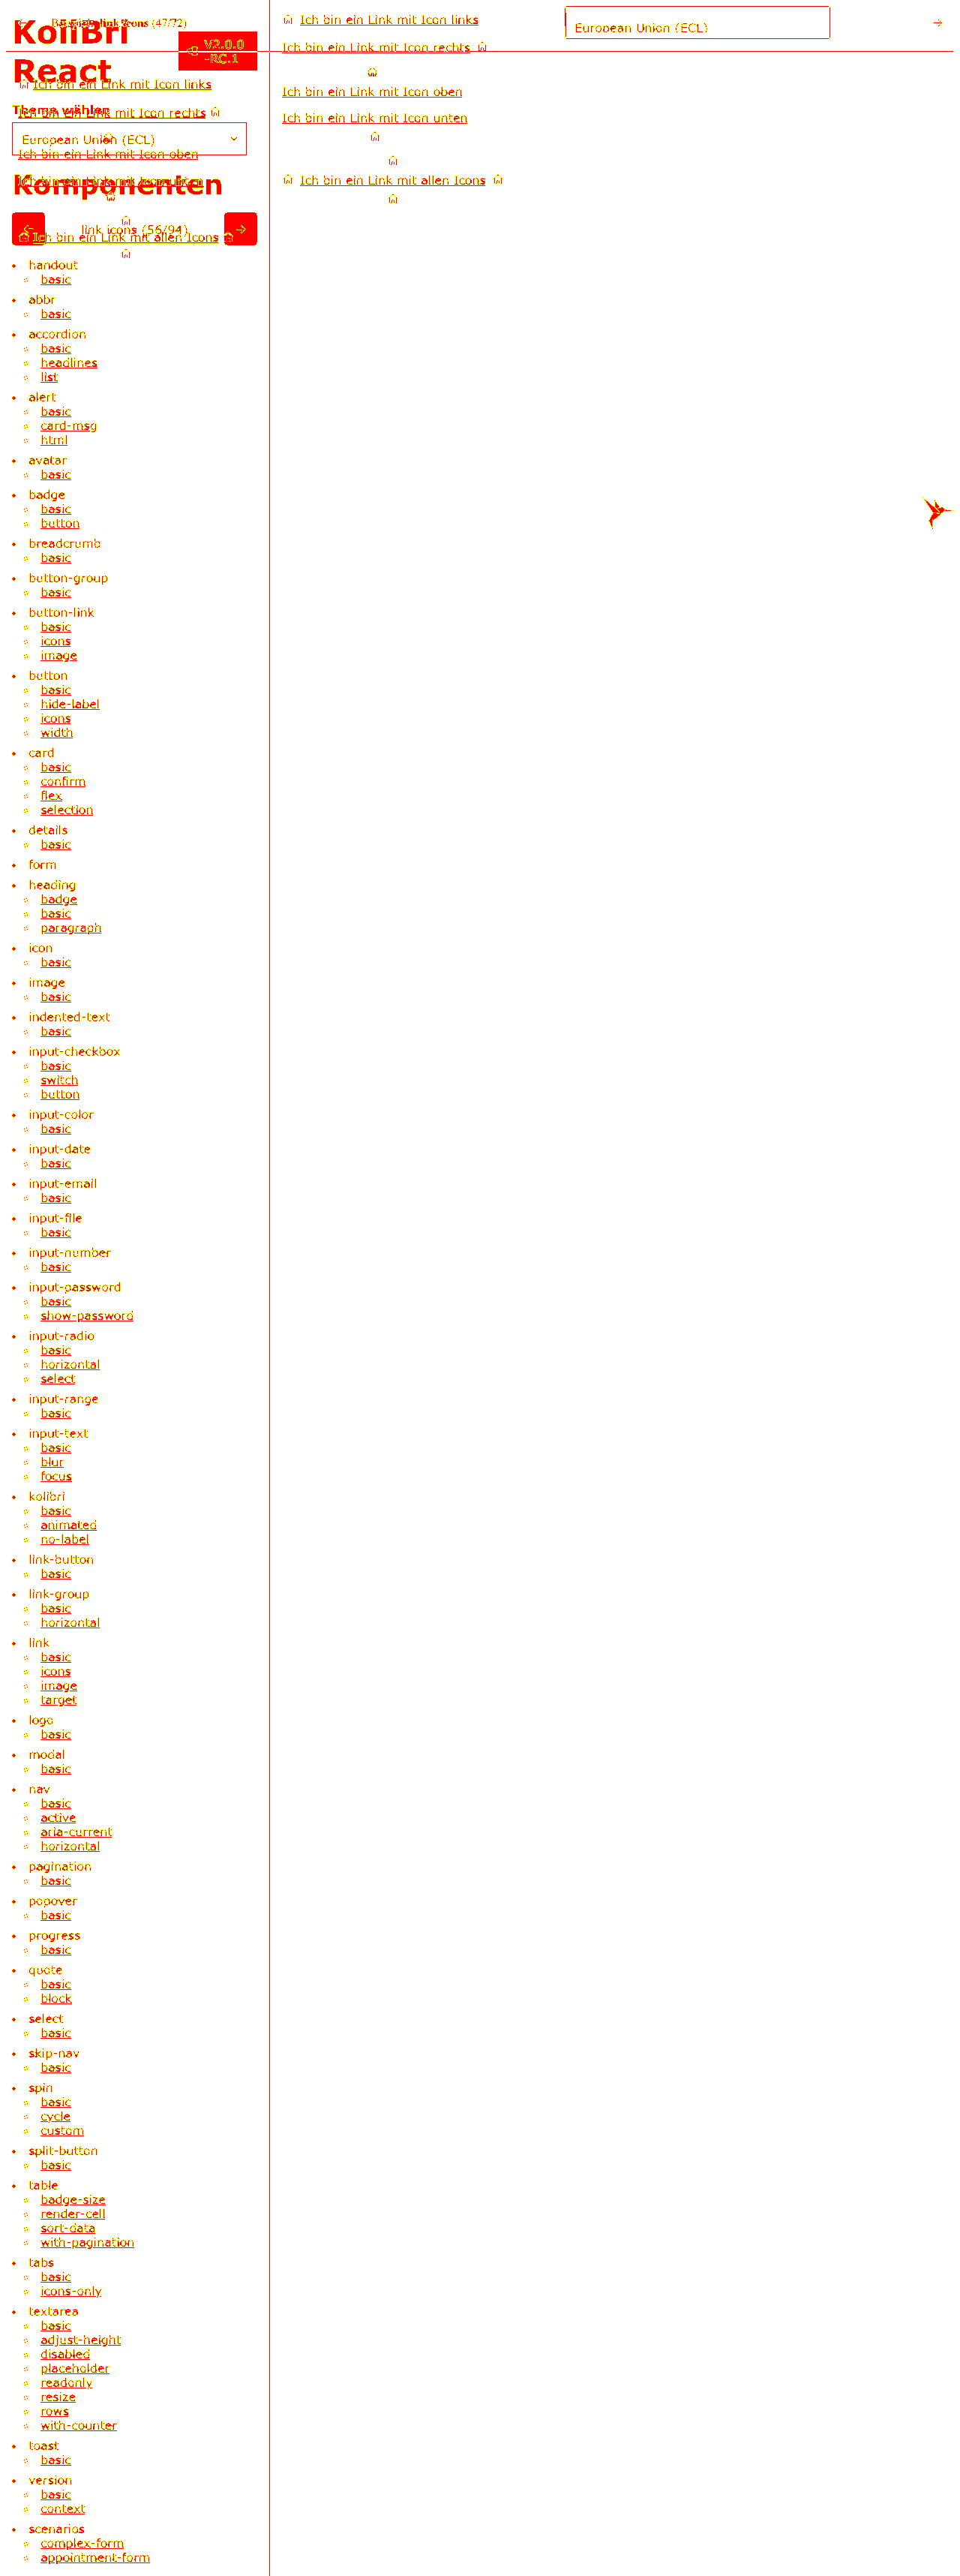 KoliBri
React
V2.0.0
-RC.1
link icons (47/72)
Ich bin ein Link mit Icon links
Ich bin ein Link mit Icon rechts
Theme wählen
European Union (ECL)
Ich bin ein Link mit Icon oben
Ich bin ein Link mit Icon unten
Komponenten
link icons (56/94)
Ich bin ein Link mit allen Icons
Ich bin ein Link mit Icon links
Ich bin ein Link mit Icon rechts
Ich bin ein Link mit Icon oben
Ich bin ein Link mit Icon unten
Ich bin ein Link mit allen Icons
European Union (ECL)
handout
basic
abbr
basic
accordion
basic
headlines
list
alert
basic
card-msg
html
avatar
basic
badge
basic
button
breadcrumb
basic
button-group
basic
button-link
basic
icons
image
button
basic
hide-label
icons
width
card
basic
confirm
flex
selection
details
basic
form
heading
badge
basic
paragraph
icon
basic
image
basic
indented-text
basic
input-checkbox
basic
switch
button
input-color
basic
input-date
basic
input-email
basic
input-file
basic
input-number
basic
input-password
basic
show-password
input-radio
basic
horizontal
select
input-range
basic
input-text
basic
blur
focus
kolibri
basic
animated
no-label
link-button
basic
link-group
basic
horizontal
link
basic
icons
image
target
logo
basic
modal
basic
nav
basic
active
aria-current
horizontal
pagination
basic
popover
basic
progress
basic
quote
basic
block
select
basic
skip-nav
basic
spin
basic
cycle
custom
split-button
basic
table
badge-size
render-cell
sort-data
with-pagination
tabs
basic
icons-only
textarea
basic
adjust-height
disabled
placeholder
readonly
resize
rows
with-counter
toast
basic
version
basic
context
scenarios
complex-form
appointment-form